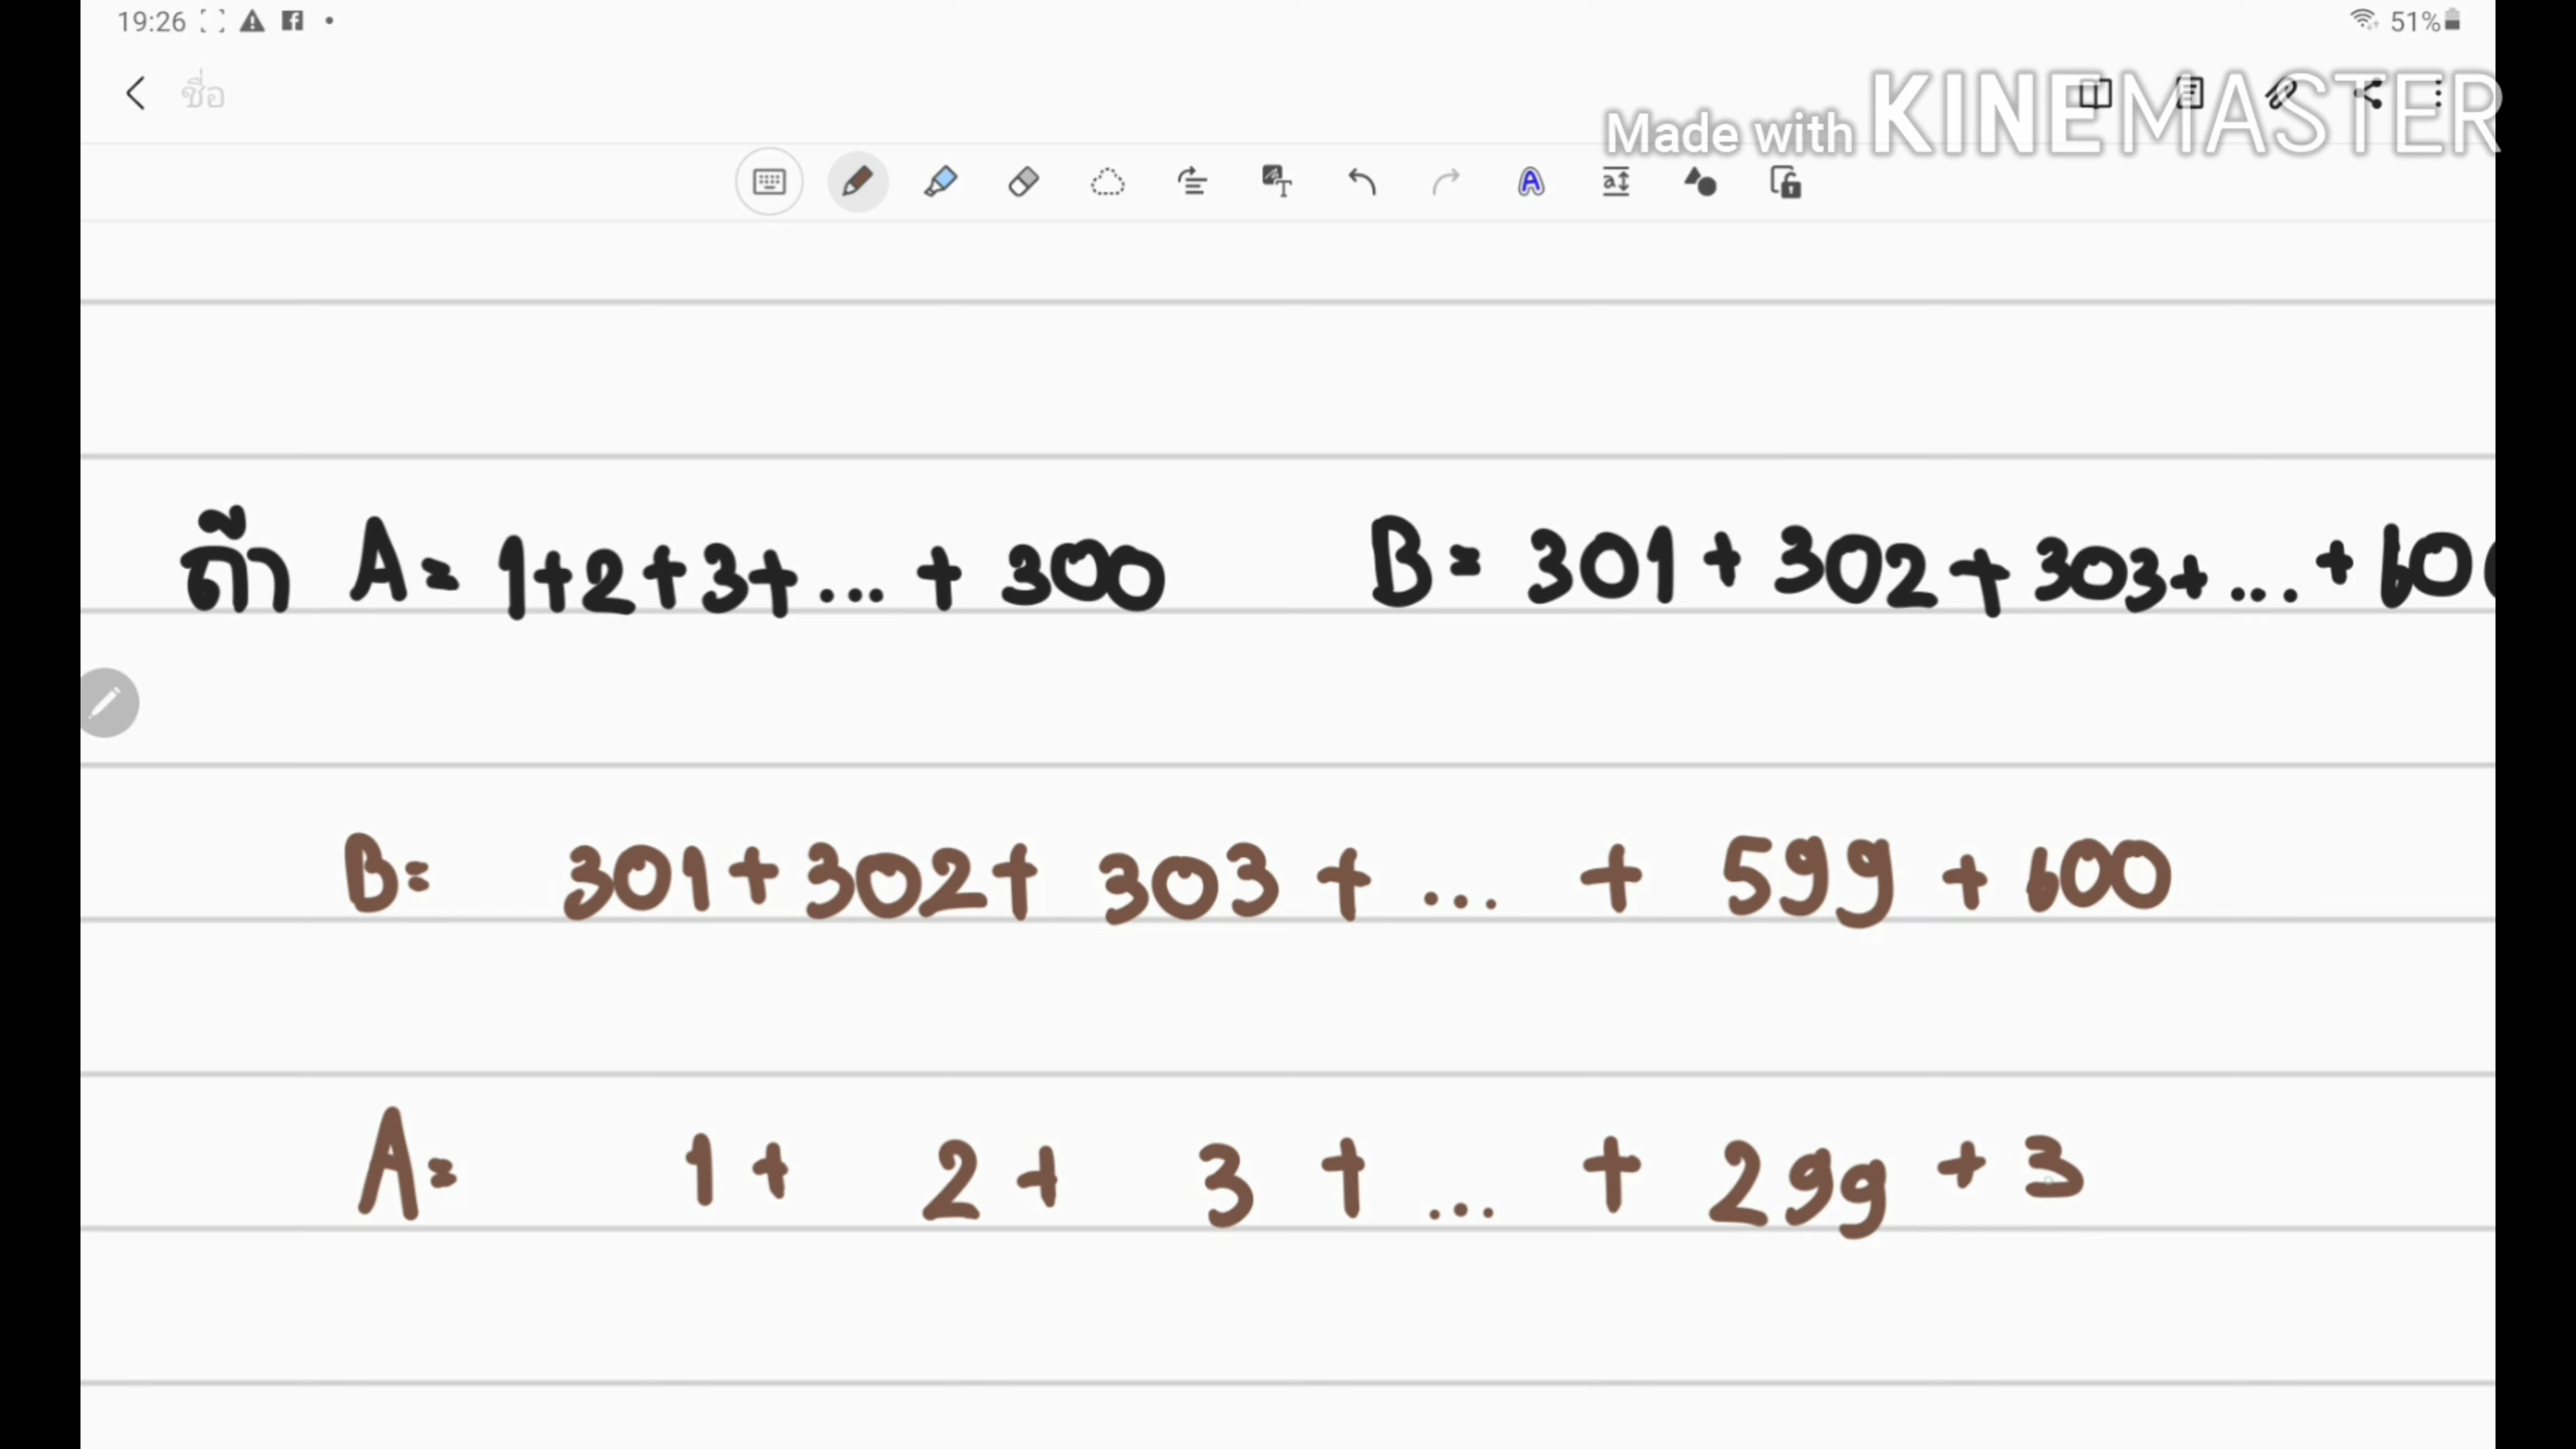 19:26 51%
ชื่อ
Made with KINEMASTER
ถ้า A= 1+2+3+... + 300 B= 301 + 302 + 303+... + 600
B= 301 + 302 + 303 + ... + 599 + 600
A= 1 + 2 + 3 + ... + 299 + 3